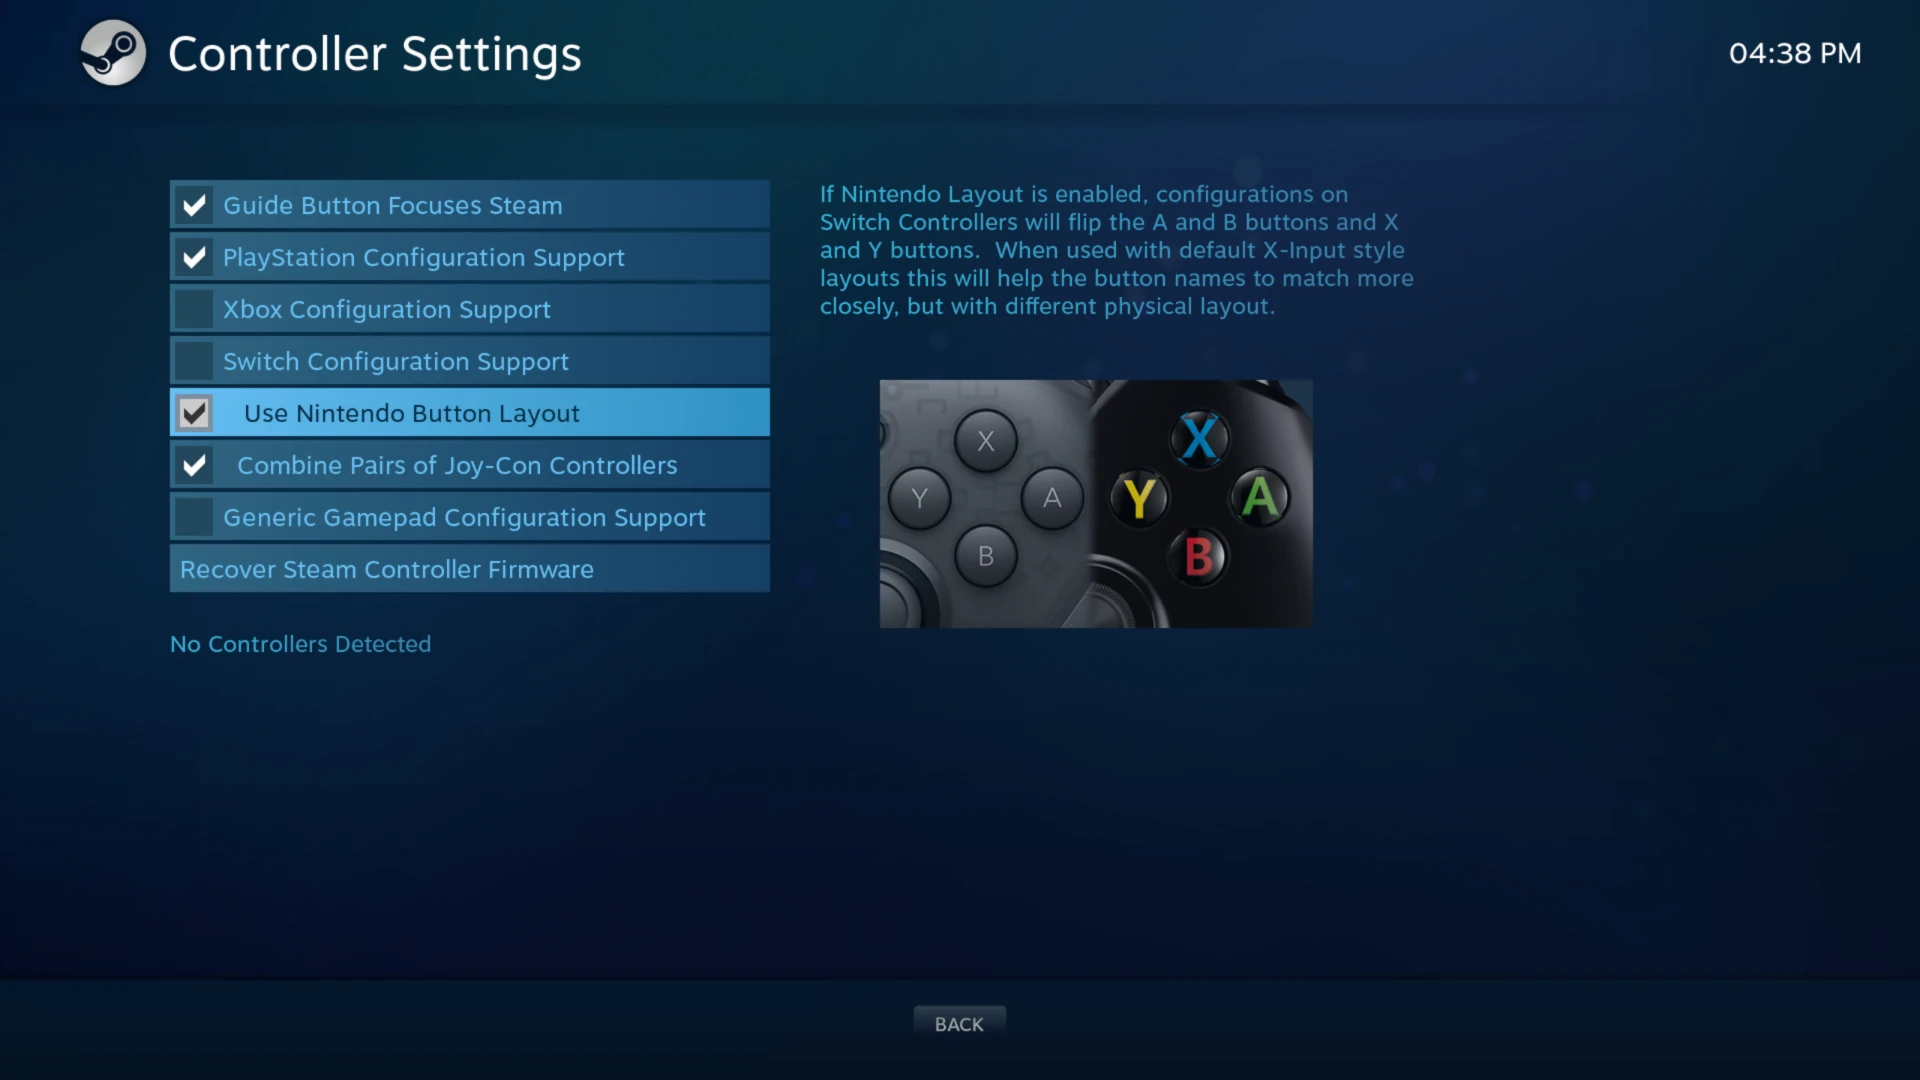 Controller Settings
04:38 PM
Guide Button Focuses Steam
PlayStation Configuration Support
Xbox Configuration Support
Switch Configuration Support
Use Nintendo Button Layout
Combine Pairs of Joy-Con Controllers
Generic Gamepad Configuration Support
Recover Steam Controller Firmware
No Controllers Detected
If Nintendo Layout is enabled, configurations on
Switch Controllers will flip the A and B buttons and X
and Y buttons.  When used with default X-Input style
layouts this will help the button names to match more
closely, but with different physical layout.
X
Y
A
B
X
Y
A
B
BACK